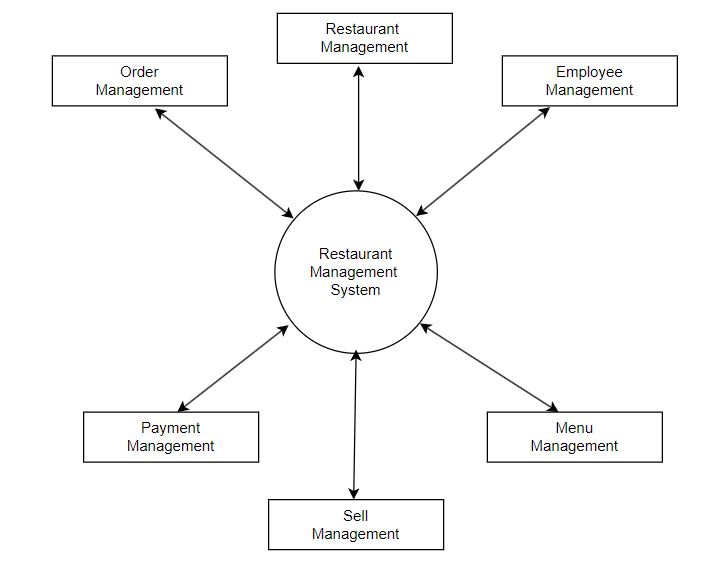 Restaurant
Management
Order
Management
Employee
Management
Restaurant
Management
System
Payment
Management
Menu
Management
Sell
Management